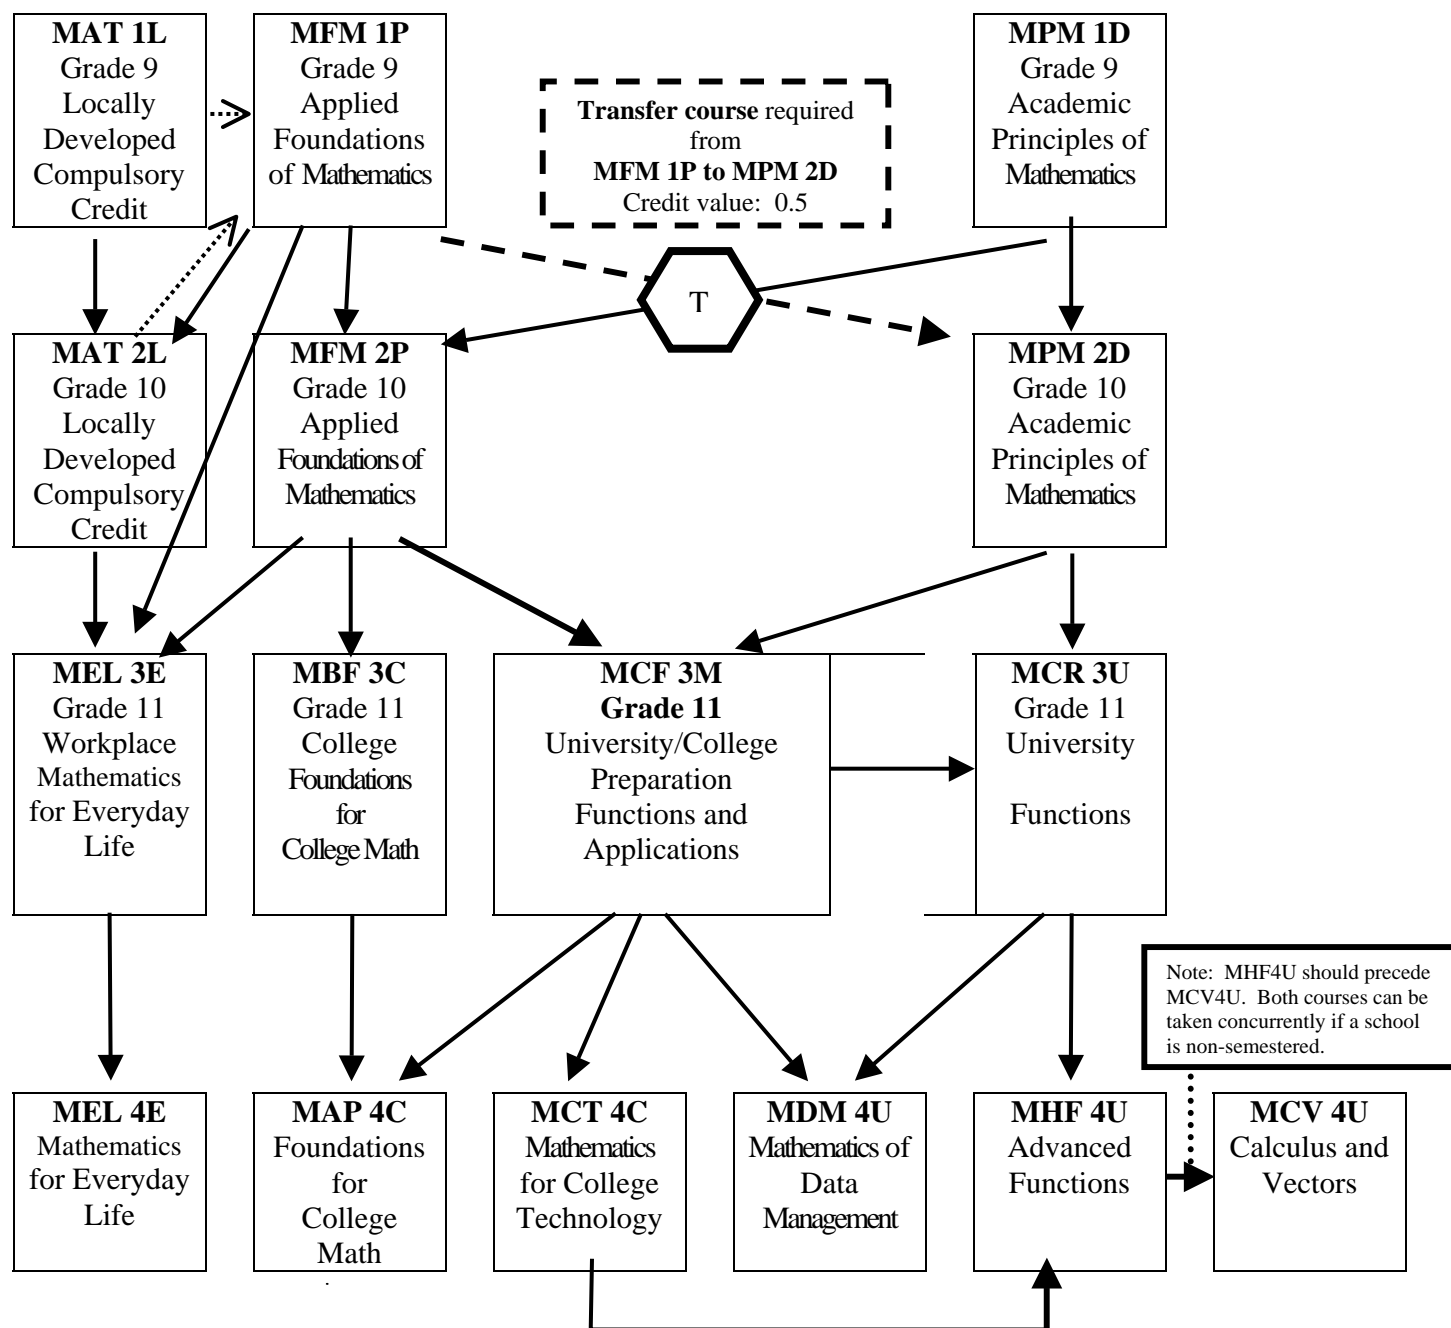 MAT 1L
Grade 9
Locally
Developed
Compulsory
Credit
MFM 1P
Grade 9
Applied
Foundations
of Mathematics
Transfer course required
from
MFM 1P to MPM 2D
Credit value: 0.5
MPM 1D
Grade 9
Academic
Principles of
Mathematics
T
MAT 2L
Grade 10
Locally
Developed
Compulsory
Credit
MFM 2P
Grade 10
Applied
Foundations of
Mathematics
MPM 2D
Grade 10
Academic
Principles of
Mathematics
MEL 3E
Grade 11
Workplace
Mathematics
for Everyday
Life
MBF 3C
Grade 11
College
Foundations
for
College Math
MCF 3M
Grade 11
University/College
Preparation
Functions and
Applications
MCR 3U
Grade 11
University
Functions
Note: MHF4U should precede
MCV4U. Both courses can be
taken concurrently if a school
is non-semestered.
MEL 4E
Mathematics
for Everyday
Life
MAP 4C
Foundations
for
College
Math
MCT 4C
Mathematics
for College
Technology
MDM 4U
Mathematics of
Data
Management
MHF 4U
Advanced
Functions
MCV 4U
Calculus and
Vectors